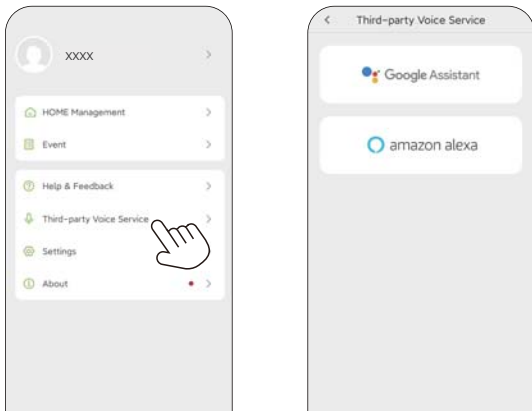 XXXX
HOME Management
Event
Help & Feedback
Third-party Voice Service
Settings
About
Third-party Voice Service
Google Assistant
amazon alexa